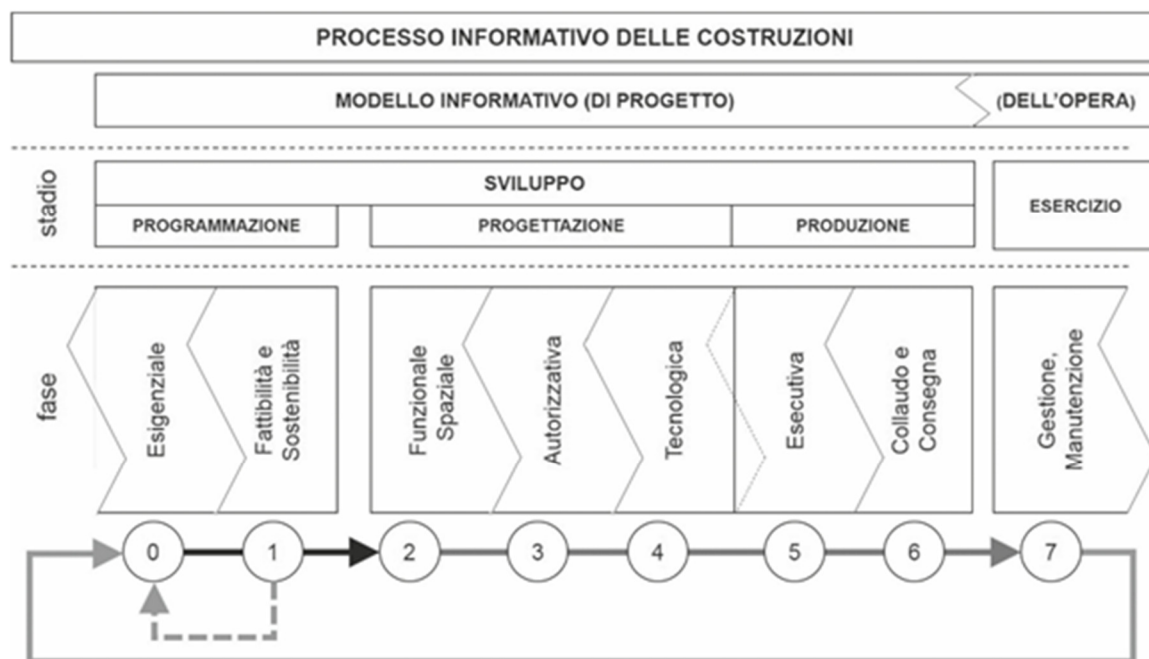 PROCESSO INFORMATIVO DELLE COSTRUZIONI
MODELLO INFORMATIVO (DI PROGETTO)
(DELL'OPERA)
stadio
SVILUPPO
PROGRAMMAZIONE
PROGETTAZIONE
PRODUZIONE
ESERCIZIO
fase
Esigenziale
Fattibilità e
Sostenibilità
Funzionale
Spaziale
Autorizzativa
Tecnologica
Esecutiva
Collaudo e
Consegna
Gestione,
Manutenzione
0
1
2
3
4
5
6
7